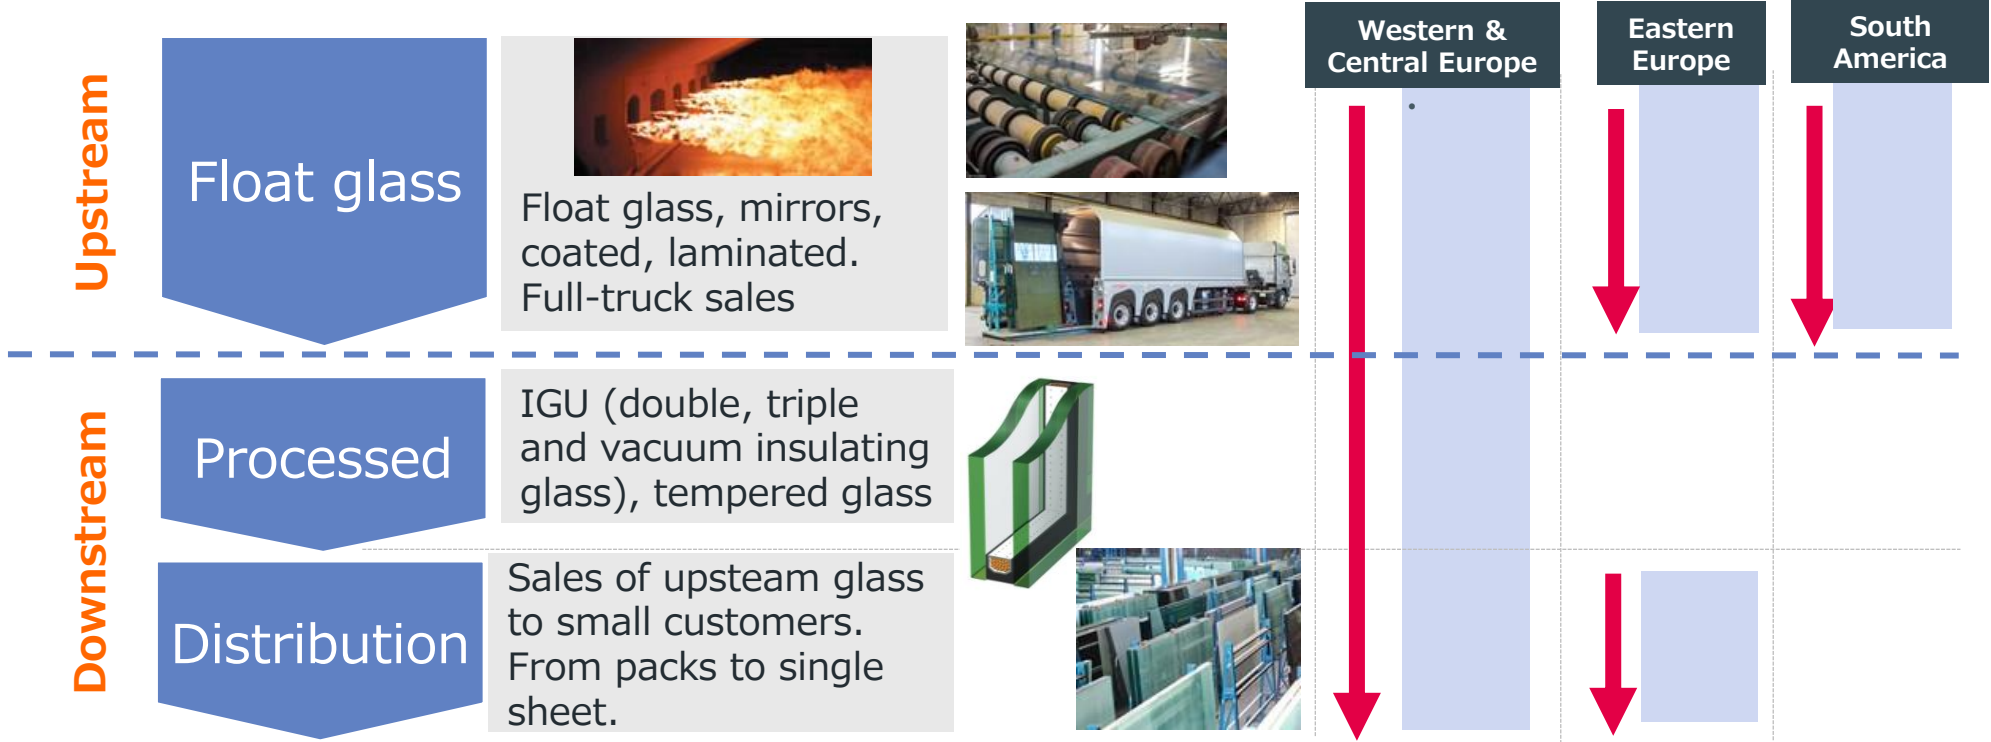 Western &
Central Europe
Eastern
Europe
South
America
Upstream
Float glass
Float glass, mirrors,
coated, laminated.
Full-truck sales
Downstream
Processed
IGU (double, triple
and vacuum insulating
glass), tempered glass
Distribution
Sales of upsteam glass
to small customers.
From packs to single
sheet.